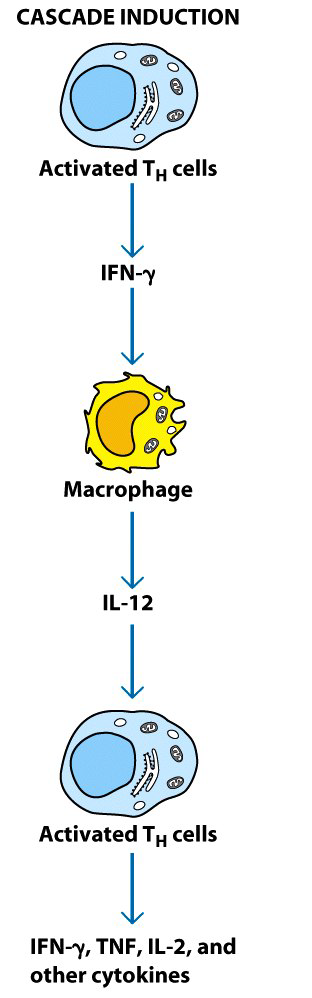 CASCADE INDUCTION
Activated TH cells
IFN-γ
Macrophage
IL-12
Activated TH cells
IFN-γ, TNF, IL-2, and
other cytokines